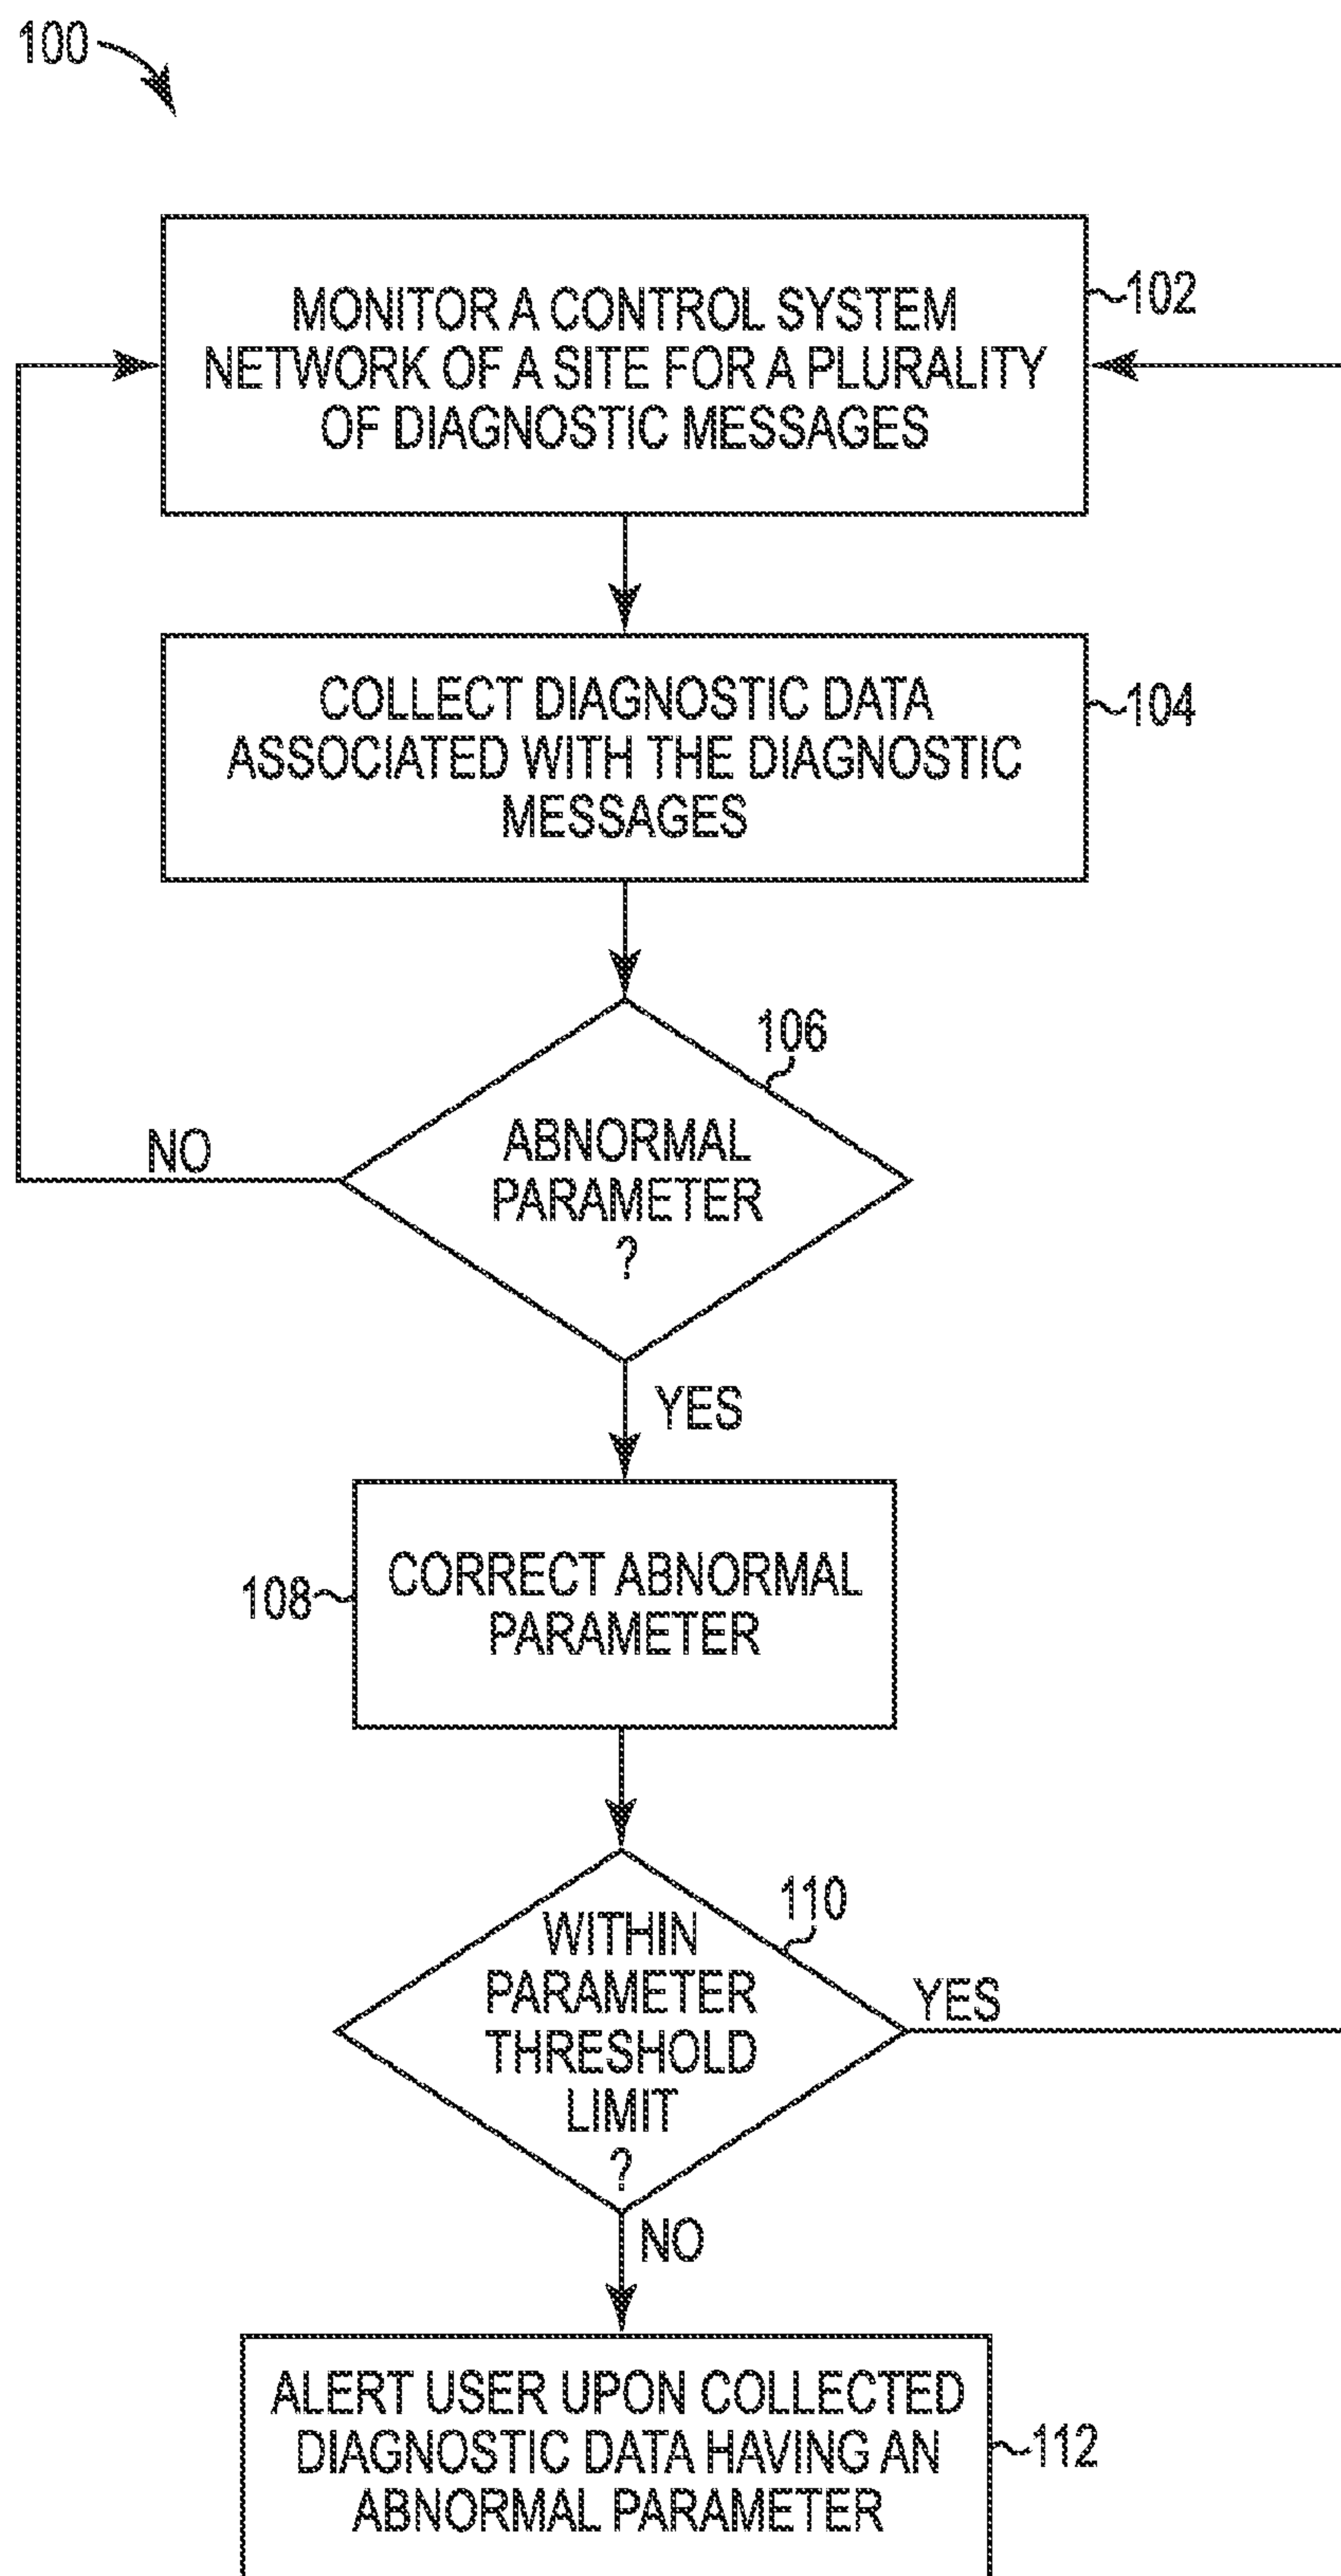 100
MONITOR A CONTROL SYSTEM
NETWORK OF A SITE FOR A PLURALITY
OF DIAGNOSTIC MESSAGES
102
COLLECT DIAGNOSTIC DATA
ASSOCIATED WITH THE DIAGNOSTIC
MESSAGES
104
106
ABNORMAL
PARAMETER
?
NO
YES
CORRECT ABNORMAL
PARAMETER
108
110
WITHIN
PARAMETER
THRESHOLD
LIMIT
?
YES
NO
ALERT USER UPON COLLECTED
DIAGNOSTIC DATA HAVING AN
ABNORMAL PARAMETER
112